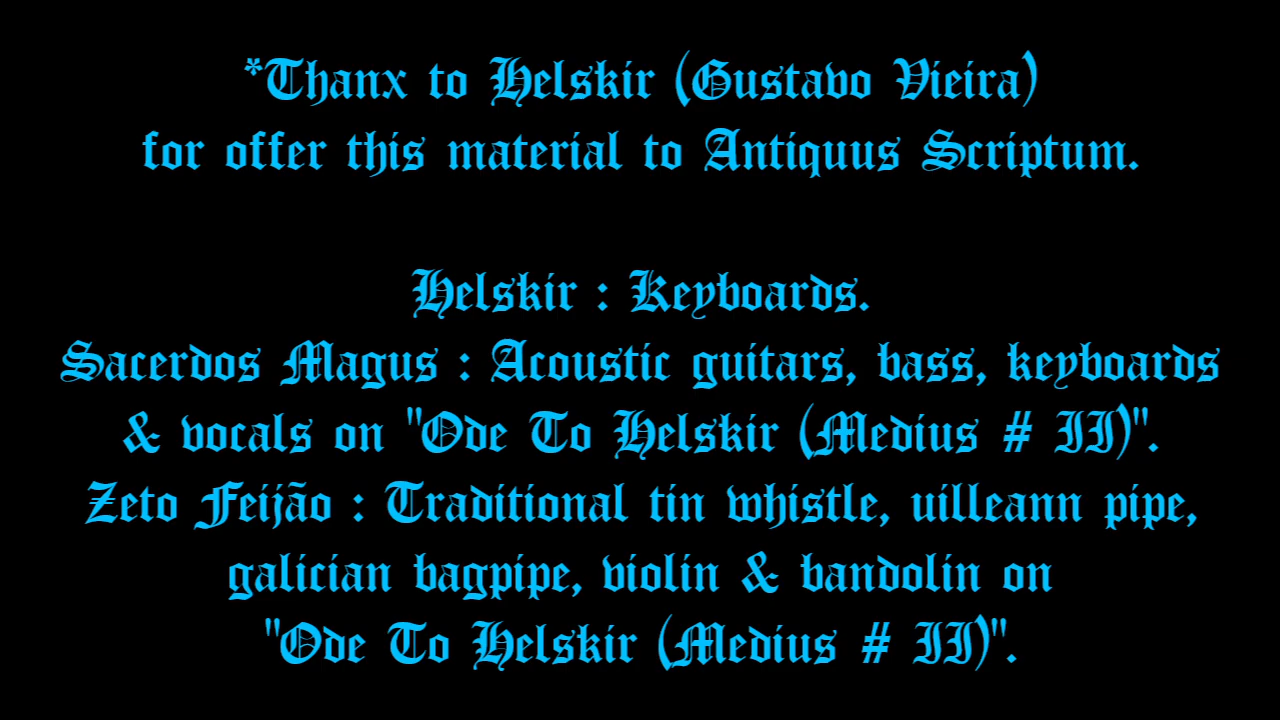 *Thanx to Helskir (Gustavo Vieira)
for offer this material to Antiquus Scriptum.
Helskir : Keyboards.
Sacerdos Magus : Acoustic guitars, bass, keyboards
& vocals on "Ode To Helskir (Medius # II)".
Zeto Feijão : Traditional tin whistle, uilleann pipe,
galician bagpipe, violin & bandolin on
"Ode To Helskir (Medius # II)".